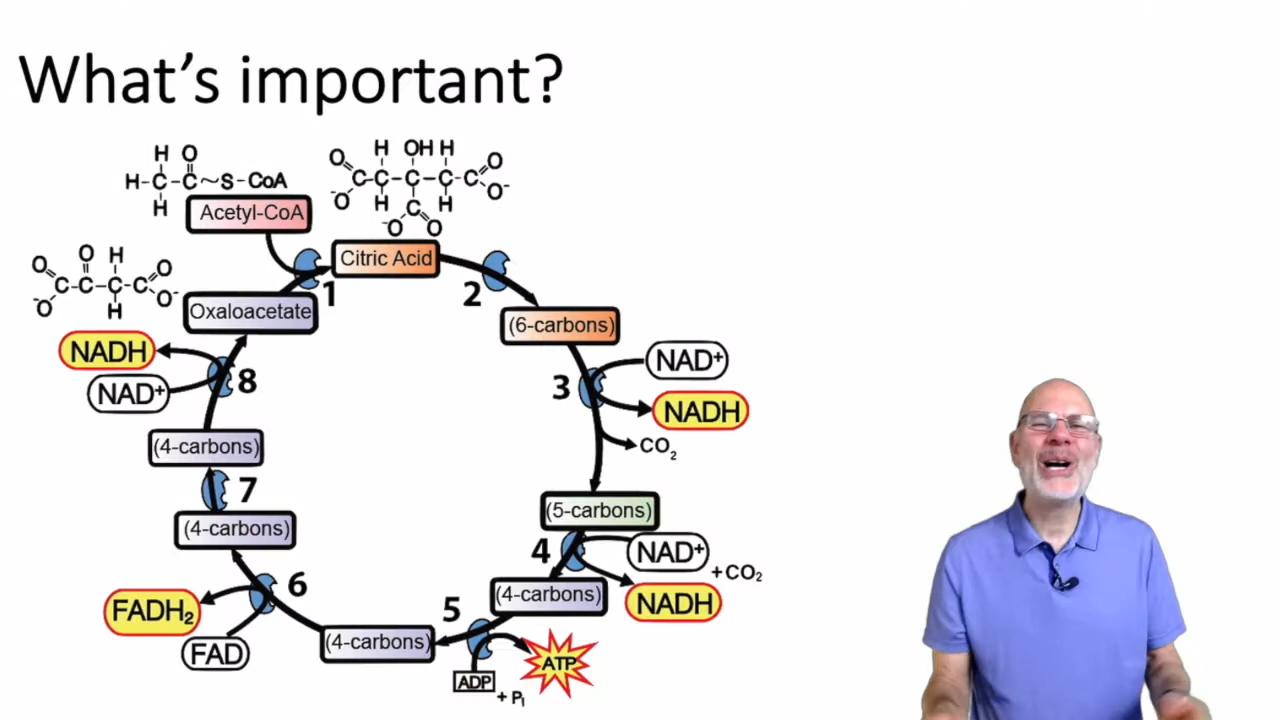 What's important?
H O
H-C-C~S-CoA
H
Acetyl-CoA
H OH H
O C-C-C-C-C O
⁻O H C H O⁻
⁻O O
Citric Acid
1
2
O H
O C-C-C-C O
⁻O H O⁻
Oxaloacetate
(6-carbons)
NADH
NAD⁺
8
3
NAD⁺
NADH
CO₂
(4-carbons)
7
(5-carbons)
(4-carbons)
4
NAD⁺
+ CO₂
NADH
(4-carbons)
6
5
FADH₂
FAD
(4-carbons)
ADP
+ Pᵢ
ATP